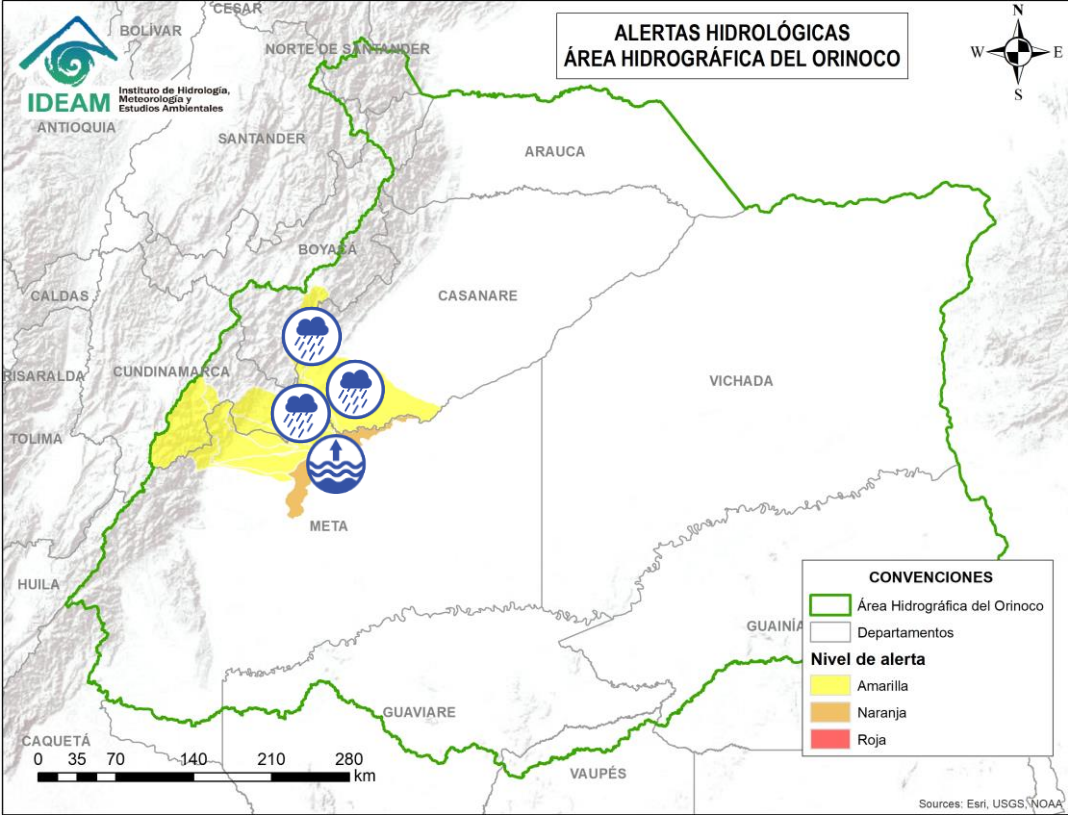 ALERTAS HIDROLÓGICAS
ÁREA HIDROGRÁFICA DEL ORINOCO
IDEAM
Instituto de Hidrología,
Meteorología y
Estudios Ambientales
N
W
E
S
CESAR
BOLÍVAR
NORTE DE SANTANDER
ANTIOQUIA
SANTANDER
ARAUCA
BOYACÁ
CALDAS
CASANARE
RISARALDA
CUNDINAMARCA
VICHADA
TOLIMA
META
HUILA
GUAINÍA
GUAVIARE
CAQUETÁ
VAUPÉS
CONVENCIONES
Área Hidrográfica del Orinoco
Departamentos
Nivel de alerta
Amarilla
Naranja
Roja
0 35 70 140 210 280
km
Sources: Esri, USGS, NOAA